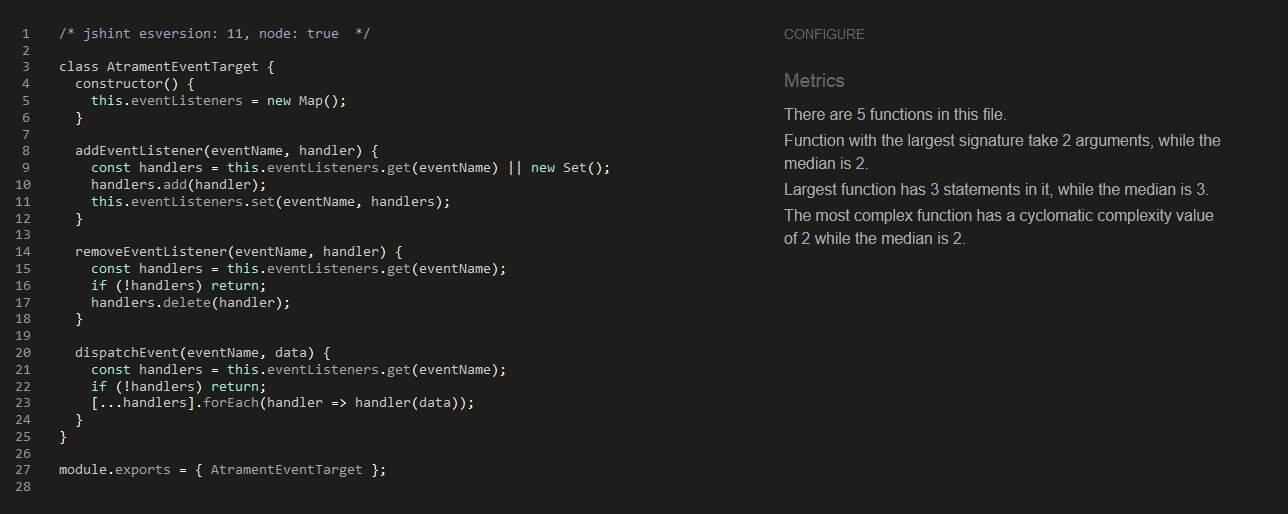 1 /* jshint esversion: 11, node: true  */
2
3 class AtramentEventTarget {
4   constructor() {
5     this.eventListeners = new Map();
6   }
7
8   addEventListener(eventName, handler) {
9     const handlers = this.eventListeners.get(eventName) || new Set();
10     handlers.add(handler);
11     this.eventListeners.set(eventName, handlers);
12   }
13
14   removeEventListener(eventName, handler) {
15     const handlers = this.eventListeners.get(eventName);
16     if (!handlers) return;
17     handlers.delete(handler);
18   }
19
20   dispatchEvent(eventName, data) {
21     const handlers = this.eventListeners.get(eventName);
22     if (!handlers) return;
23     [...handlers].forEach(handler => handler(data));
24   }
25 }
26
27 module.exports = { AtramentEventTarget };
28
CONFIGURE
Metrics
There are 5 functions in this file.
Function with the largest signature take 2 arguments, while the
median is 2.
Largest function has 3 statements in it, while the median is 3.
The most complex function has a cyclomatic complexity value
of 2 while the median is 2.